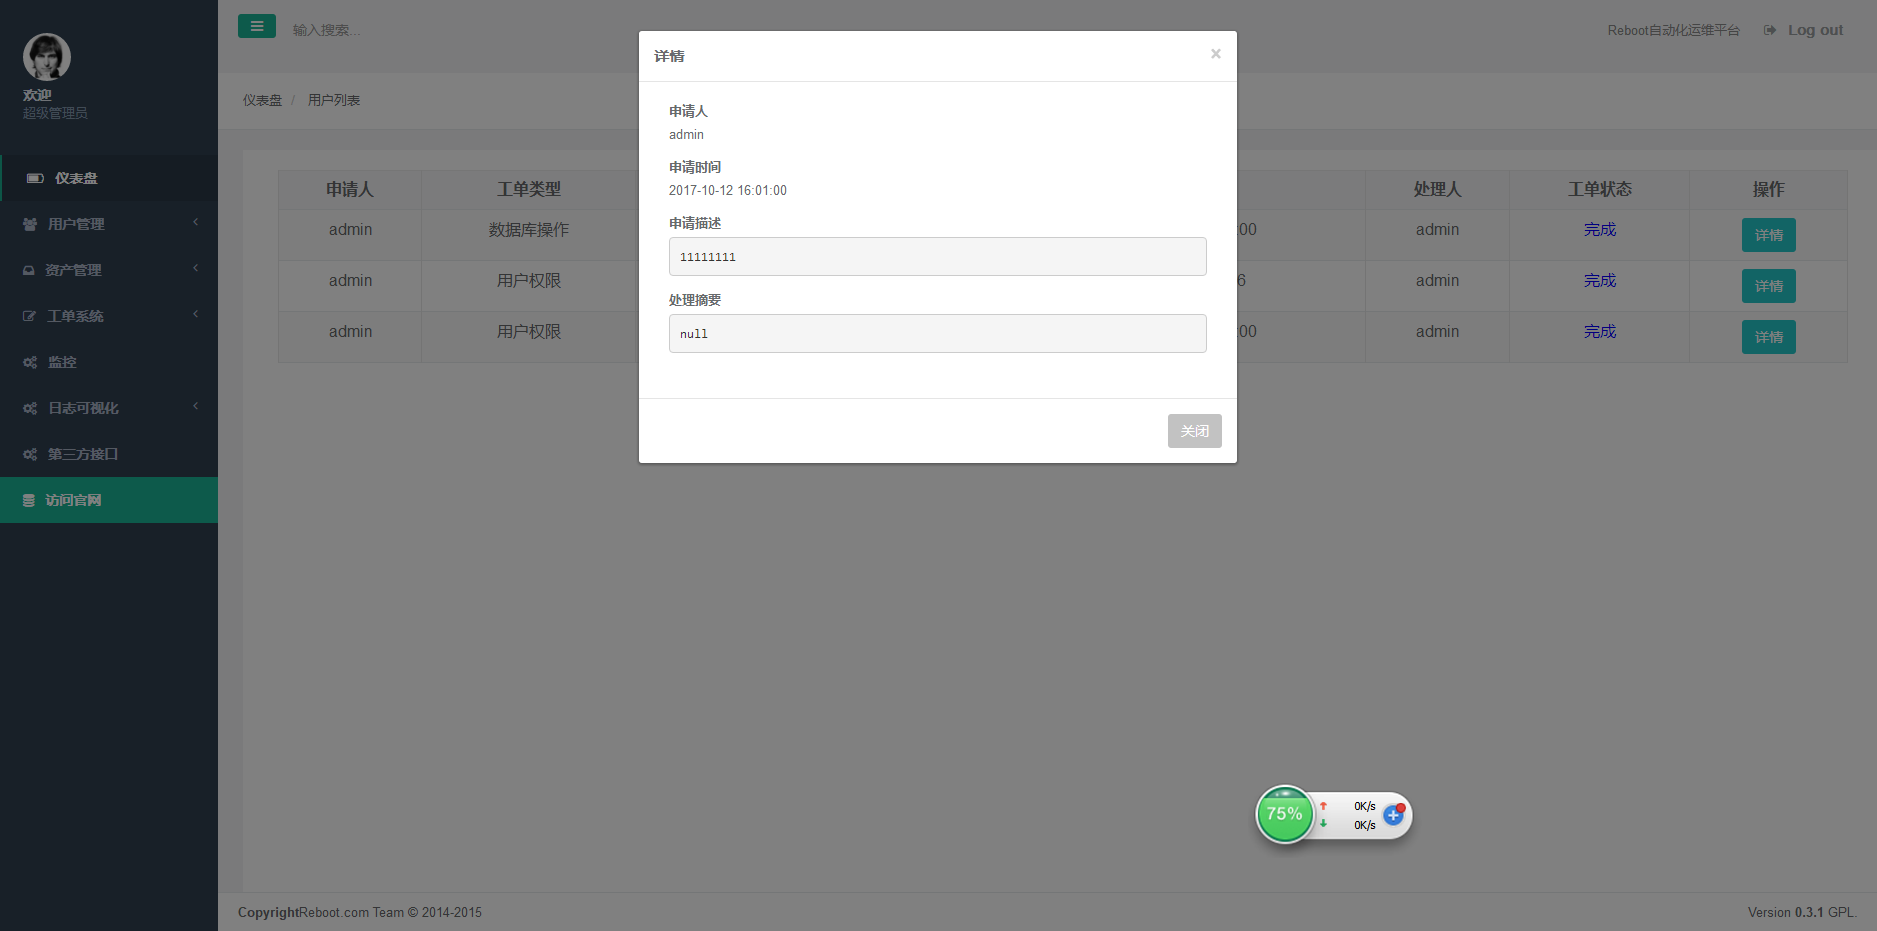 欢迎
超级管理员
仪表盘
用户管理
资产管理
工单系统
监控
日志可视化
第三方接口
访问官网
输入搜索...
Reboot自动化运维平台
Log out
仪表盘 / 用户列表
申请人 工单类型 处理人 工单状态 操作
admin 数据库操作 :00 admin 完成 详情
admin 用户权限 6 admin 完成 详情
admin 用户权限 :00 admin 完成 详情
详情 ×
申请人
admin
申请时间
2017-10-12 16:01:00
申请描述
11111111
处理摘要
null
关闭
75%
0K/s
0K/s
CopyrightReboot.com Team © 2014-2015
Version 0.3.1 GPL.